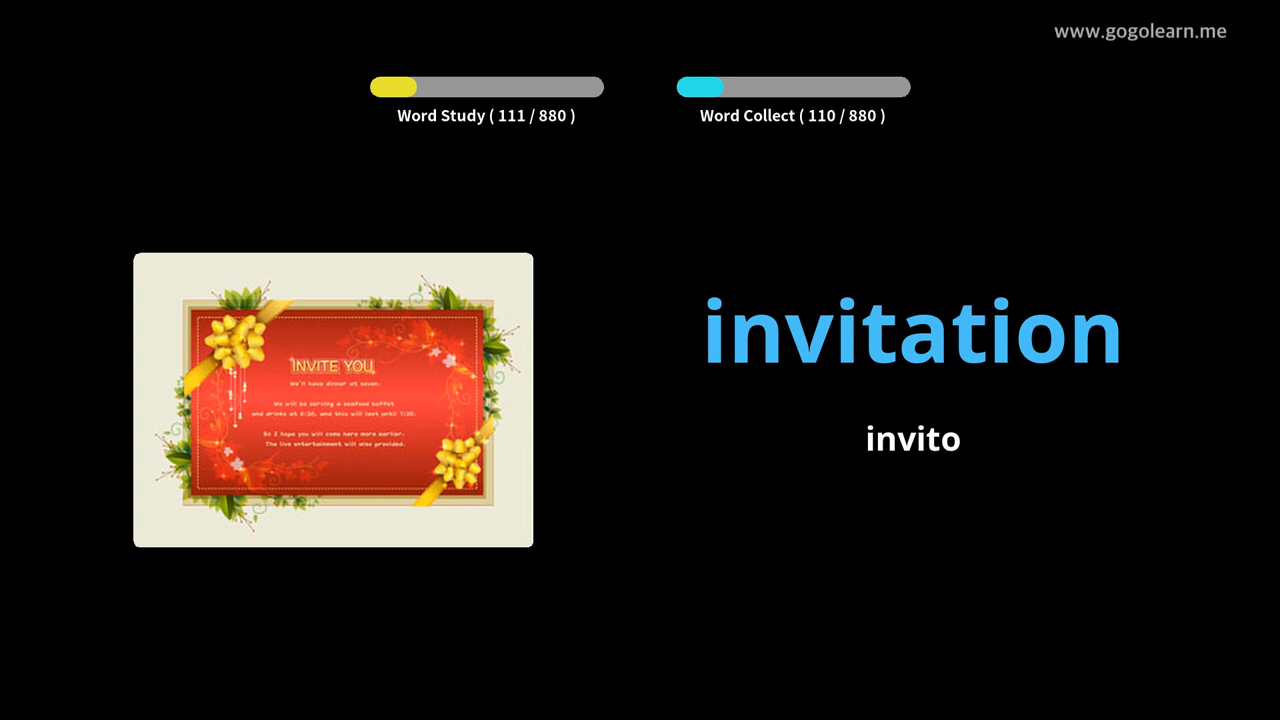 www.gogolearn.me
Word Study ( 111 / 880 )
Word Collect ( 110 / 880 )
INVITE YOU
We'll have dinner at seven.
We will be serving a seafood buffet
and drinks at 6:30, and this will last until 7:30.
So I hope you will come here more earlier.
The live entertainment will also provided.
invitation
invito